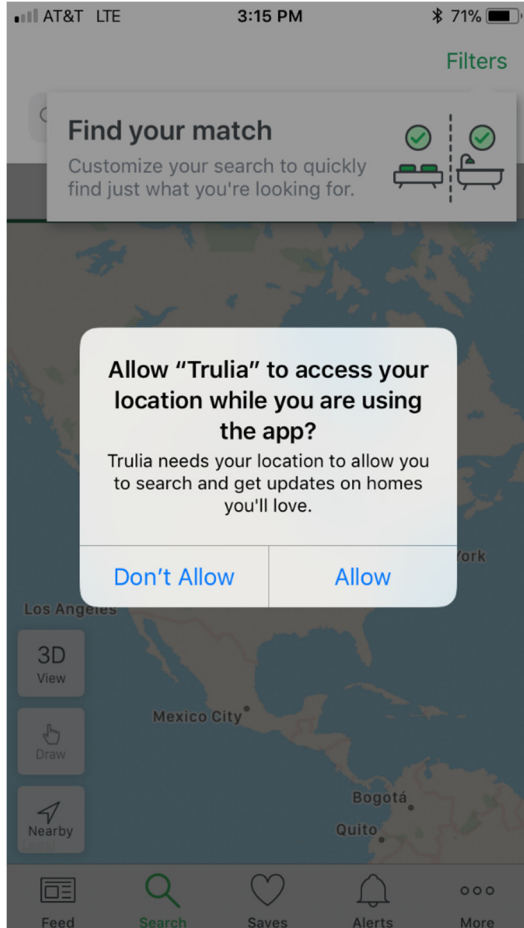 AT&T LTE 3:15 PM 71%
Filters
Find your match
Customize your search to quickly
find just what you're looking for.
Allow “Trulia” to access your
location while you are using
the app?
Trulia needs your location to allow you
to search and get updates on homes
you'll love.
Don’t Allow Allow
York
Los Angeles
3D
View
Mexico City
Draw
Bogotá
Nearby
Quito
Feed Search Saves Alerts More